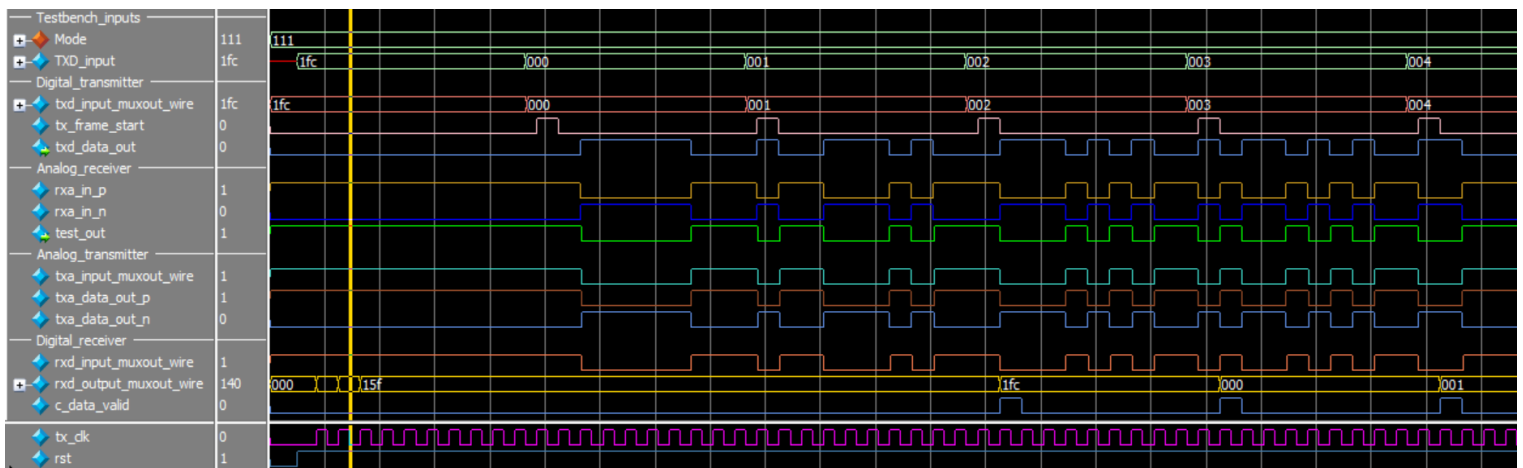 Testbench_inputs
Mode 111 111
TXD_input 1fc 1fc 000 001 002 003 004
Digital_transmitter
txd_input_muxout_wire 1fc 1fc 000 001 002 003 004
tx_frame_start 0
txd_data_out 0
Analog_receiver
rxa_in_p 1
rxa_in_n 0
test_out 1
Analog_transmitter
txa_input_muxout_wire 1
txa_data_out_p 1
txa_data_out_n 0
Digital_receiver
rxd_input_muxout_wire 1
rxd_output_muxout_wire 140 000 15f 1fc 000 001
c_data_valid 0
tx_clk 0
rst 1